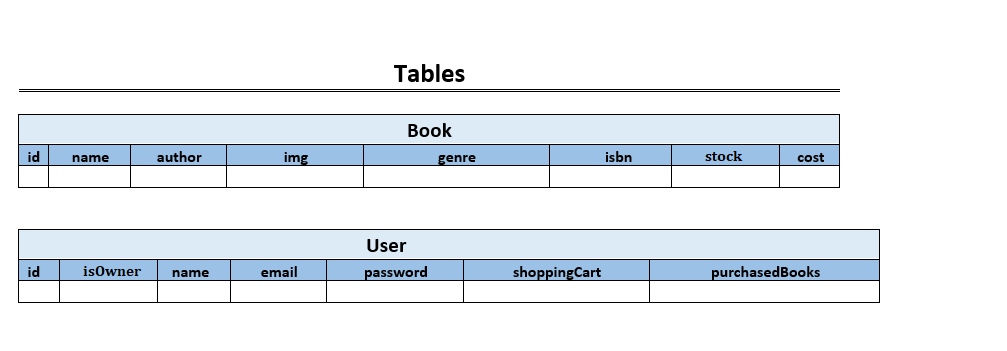 Tables
Book
id name author img genre isbn stock cost
User
id isOwner name email password shoppingCart purchasedBooks